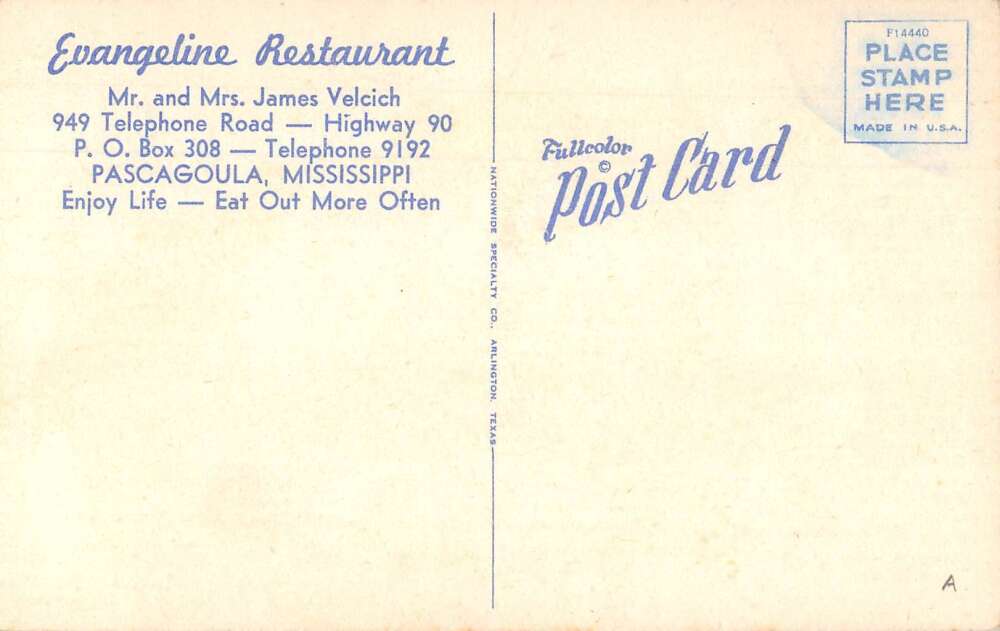 Evangeline Restaurant
Mr. and Mrs. James Velcich
949 Telephone Road — Highway 90
P. O. Box 308 — Telephone 9192
PASCAGOULA, MISSISSIPPI
Enjoy Life — Eat Out More Often
NATIONWIDE SPECIALTY CO., ARLINGTON, TEXAS
Fullcolor
©
Post Card
F14440
PLACE
STAMP
HERE
MADE IN U.S.A.
A